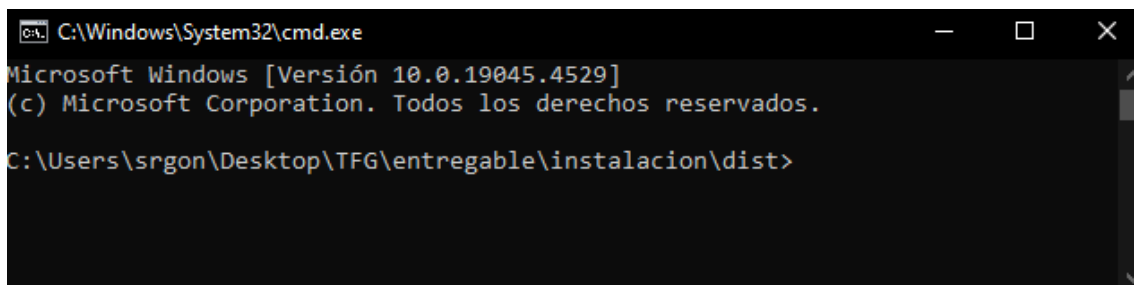 C:\Windows\System32\cmd.exe
Microsoft Windows [Versión 10.0.19045.4529]
(c) Microsoft Corporation. Todos los derechos reservados.
C:\Users\srgon\Desktop\TFG\entregable\instalacion\dist>